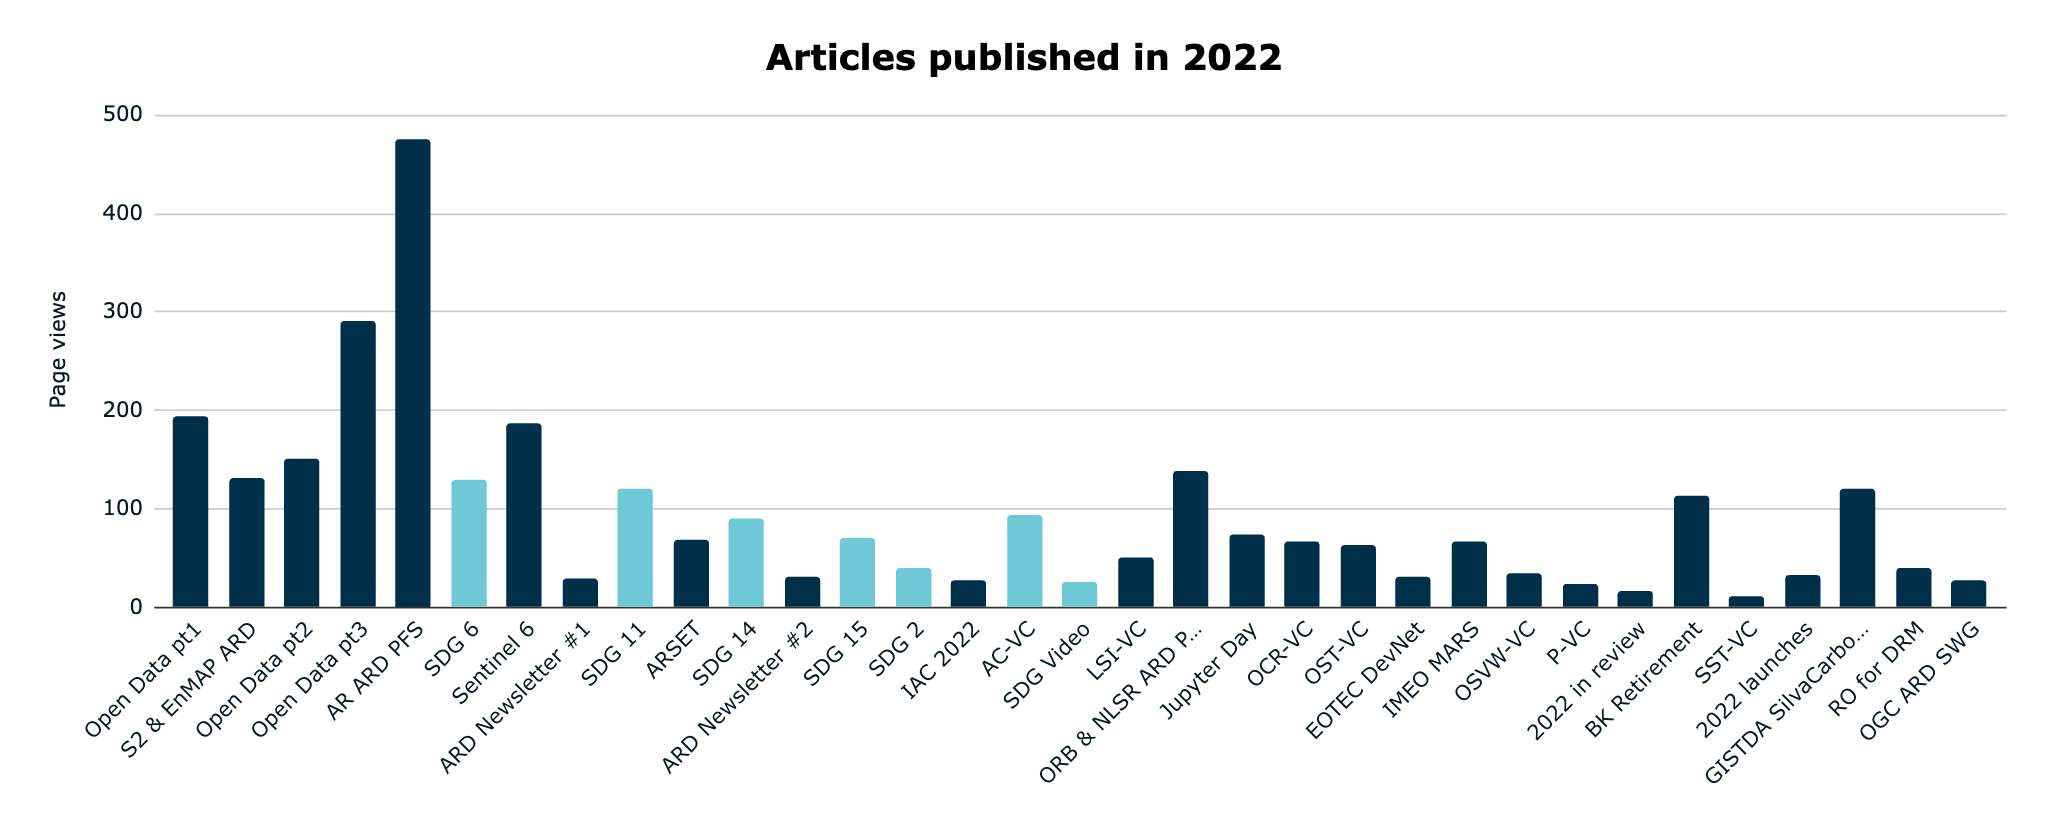 Articles published in 2022
Page views
500
400
300
200
100
0
Open Data pt1
S2 & EnMAP ARD
Open Data pt2
Open Data pt3
AR ARD PFS
SDG 6
Sentinel 6
ARD Newsletter #1
SDG 11
ARSET
SDG 14
ARD Newsletter #2
SDG 15
SDG 2
IAC 2022
AC-VC
SDG Video
LSI-VC
ORB & NLSR ARD P...
Jupyter Day
OCR-VC
OST-VC
EOTEC DevNet
IMEO MARS
OSVW-VC
P-VC
2022 in review
BK Retirement
SST-VC
2022 launches
GISTDA SilvaCarbo...
RO for DRM
OGC ARD SWG